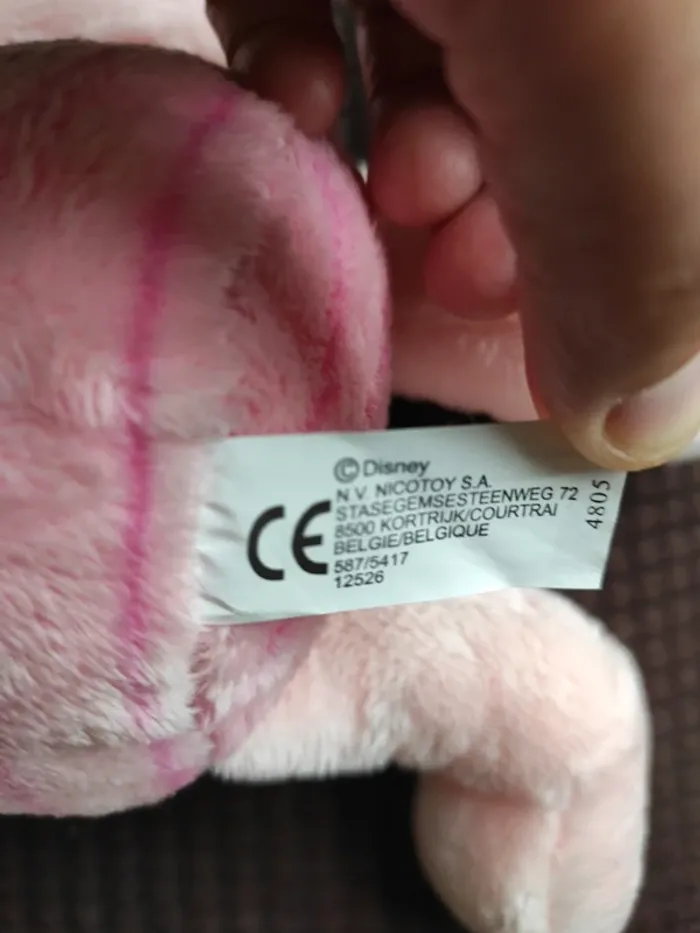 © Disney
N V. NICOTOY S.A.
STASEGEMSESTEENWEG 72
8500 KORTRIJK/COURTRAI
BELGIE/BELGIQUE
587/5417
12526
CE
4805